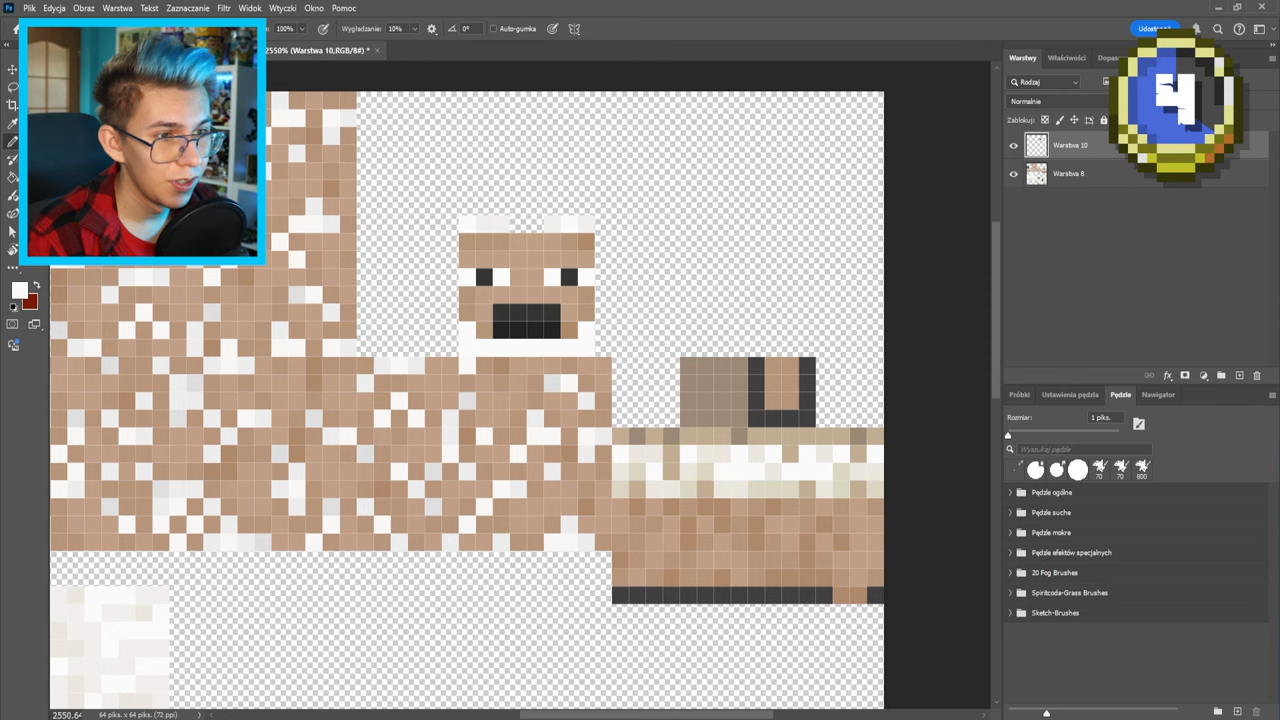 Plik Edycja Obraz Warstwa Tekst Zaznaczanie Filtr Widok Wtyczki Okno Pomoc
100% Wygładzanie: 10% 0° Auto-gumka
2550% (Warstwa 10,RGB/8#) *
Warstwy Właściwości
Rodzaj
Normalnie
Zablokuj:
Warstwa 10
Warstwa 8
fx
Próbki Ustawienia pędzla Pędzle Nawigator
Rozmiar: 1 piks.
Wyszukaj pędzle
70 70 800
Pędzle ogólne
Pędzle suche
Pędzle mokre
Pędzle efektów specjalnych
20 Fog Brushes
Spiritcoda-Grass Brushes
Sketch-Brushes
2550.64 64 piks. x 64 piks. (72 ppi)